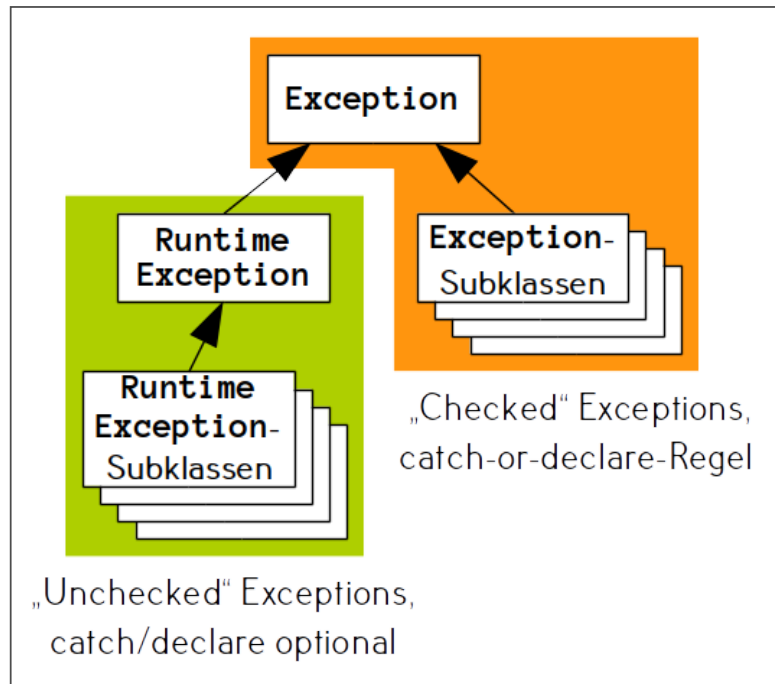 Exception
Runtime
Exception
Exception-
Subklassen
Runtime
Exception-
Subklassen
„Checked“ Exceptions,
catch-or-declare-Regel
„Unchecked“ Exceptions,
catch/declare optional